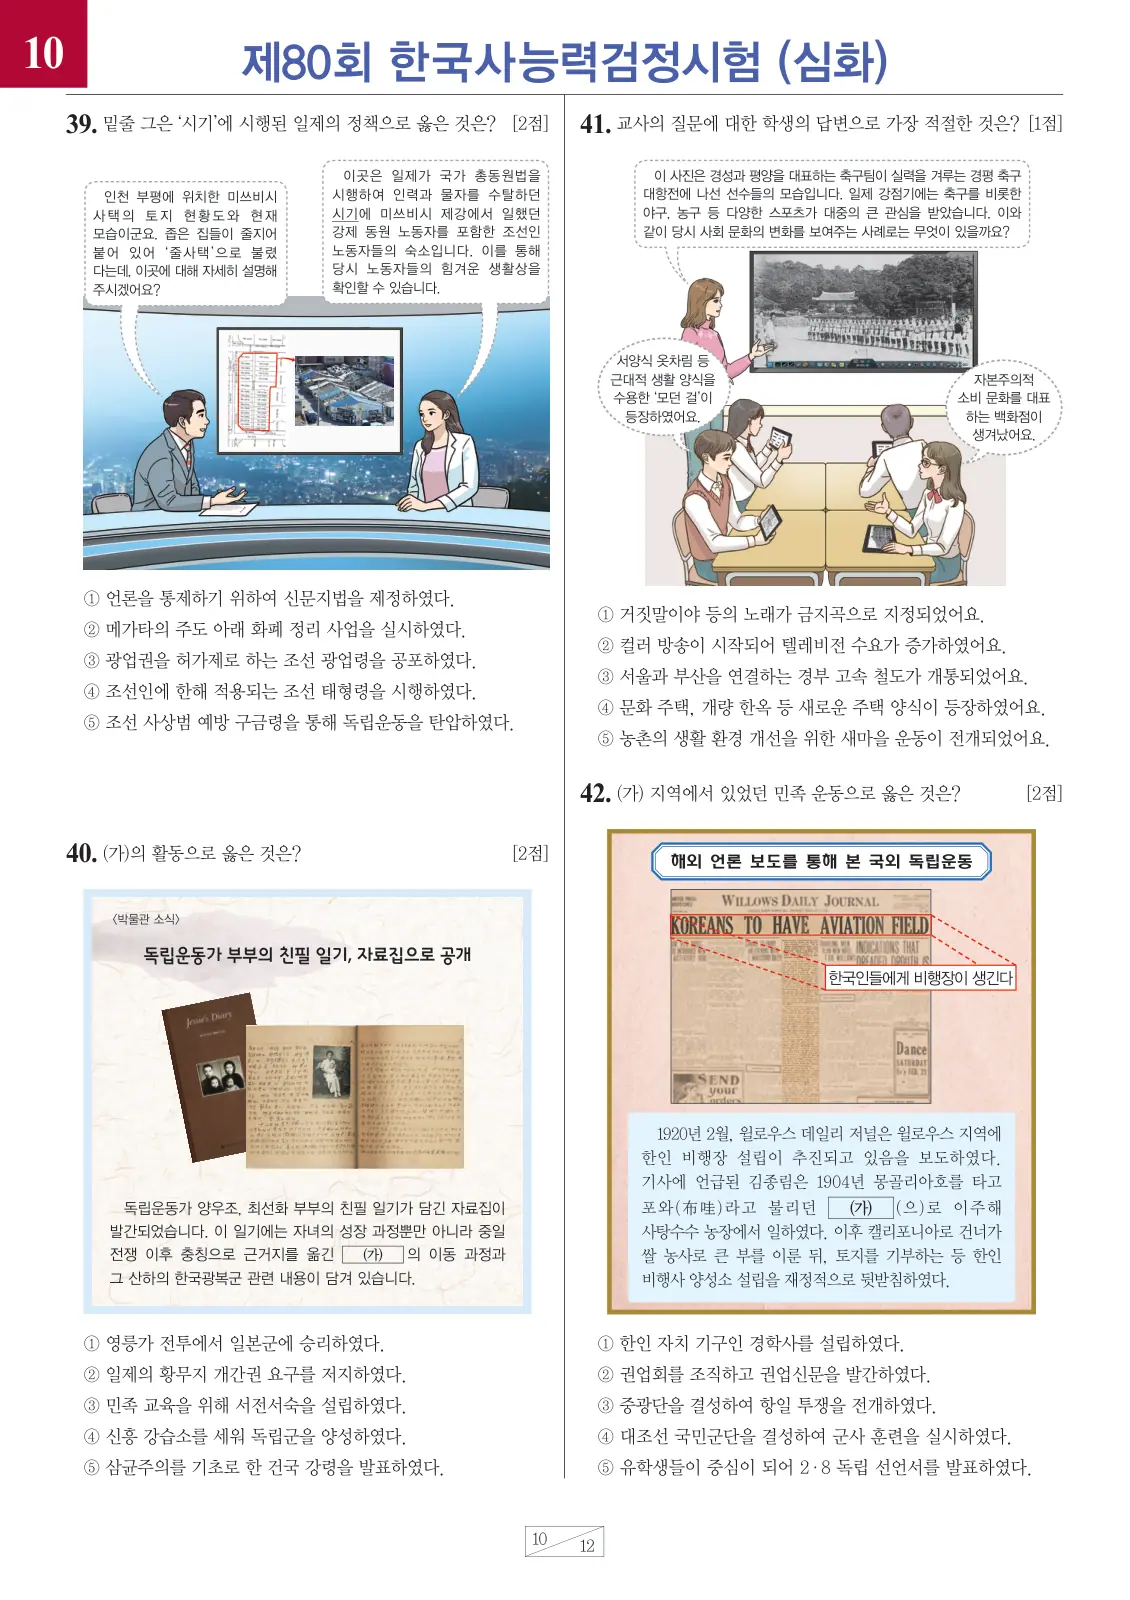 10
제80회 한국사능력검정시험 (심화)
39. 밑줄 그은 ‘시기’에 시행된 일제의 정책으로 옳은 것은? [2점]
인천 부평에 위치한 미쓰비시
사택의 토지 현황도와 현재
모습이군요. 좁은 집들이 줄지어
붙어 있어 ‘줄사택’으로 불렸
다는데, 이곳에 대해 자세히 설명해
주시겠어요?
이곳은 일제가 국가 총동원법을
시행하여 인력과 물자를 수탈하던
시기에 미쓰비시 제강에서 일했던
강제 동원 노동자를 포함한 조선인
노동자들의 숙소입니다. 이를 통해
당시 노동자들의 힘겨운 생활상을
확인할 수 있습니다.
① 언론을 통제하기 위하여 신문지법을 제정하였다.
② 메가타의 주도 아래 화폐 정리 사업을 실시하였다.
③ 광업권을 허가제로 하는 조선 광업령을 공포하였다.
④ 조선인에 한해 적용되는 조선 태형령을 시행하였다.
⑤ 조선 사상범 예방 구금령을 통해 독립운동을 탄압하였다.
40. (가)의 활동으로 옳은 것은? [2점]
<박물관 소식>
독립운동가 부부의 친필 일기, 자료집으로 공개
Jessie's Diary
독립운동가 양우조, 최선화 부부의 친필 일기가 담긴 자료집이
발간되었습니다. 이 일기에는 자녀의 성장 과정뿐만 아니라 중일
전쟁 이후 충칭으로 근거지를 옮긴 (가) 의 이동 과정과
그 산하의 한국광복군 관련 내용이 담겨 있습니다.
① 영릉가 전투에서 일본군에 승리하였다.
② 일제의 황무지 개간권 요구를 저지하였다.
③ 민족 교육을 위해 서전서숙을 설립하였다.
④ 신흥 강습소를 세워 독립군을 양성하였다.
⑤ 삼균주의를 기초로 한 건국 강령을 발표하였다.
41. 교사의 질문에 대한 학생의 답변으로 가장 적절한 것은? [1점]
이 사진은 경성과 평양을 대표하는 축구팀이 실력을 겨루는 경평 축구
대항전에 나선 선수들의 모습입니다. 일제 강점기에는 축구를 비롯한
야구, 농구 등 다양한 스포츠가 대중의 큰 관심을 받았습니다. 이와
같이 당시 사회 문화의 변화를 보여주는 사례로는 무엇이 있을까요?
서양식 옷차림 등
근대적 생활 양식을
수용한 ‘모던 걸’이
등장하였어요.
자본주의적
소비 문화를 대표
하는 백화점이
생겨났어요.
① 거짓말이야 등의 노래가 금지곡으로 지정되었어요.
② 컬러 방송이 시작되어 텔레비전 수요가 증가하였어요.
③ 서울과 부산을 연결하는 경부 고속 철도가 개통되었어요.
④ 문화 주택, 개량 한옥 등 새로운 주택 양식이 등장하였어요.
⑤ 농촌의 생활 환경 개선을 위한 새마을 운동이 전개되었어요.
42. (가) 지역에서 있었던 민족 운동으로 옳은 것은? [2점]
해외 언론 보도를 통해 본 국외 독립운동
WILLOWS DAILY JOURNAL
KOREANS TO HAVE AVIATION FIELD
INDICATIONS THAT
한국인들에게 비행장이 생긴다
Dance
SATURDAY
SEND
your
orders
1920년 2월, 윌로우스 데일리 저널은 윌로우스 지역에
한인 비행장 설립이 추진되고 있음을 보도하였다.
기사에 언급된 김종림은 1904년 몽골리아호를 타고
포와(布哇)라고 불리던 (가) (으)로 이주해
사탕수수 농장에서 일하였다. 이후 캘리포니아로 건너가
쌀 농사로 큰 부를 이룬 뒤, 토지를 기부하는 등 한인
비행사 양성소 설립을 재정적으로 뒷받침하였다.
① 한인 자치 기구인 경학사를 설립하였다.
② 권업회를 조직하고 권업신문을 발간하였다.
③ 중광단을 결성하여 항일 투쟁을 전개하였다.
④ 대조선 국민군단을 결성하여 군사 훈련을 실시하였다.
⑤ 유학생들이 중심이 되어 2·8 독립 선언서를 발표하였다.
10
12